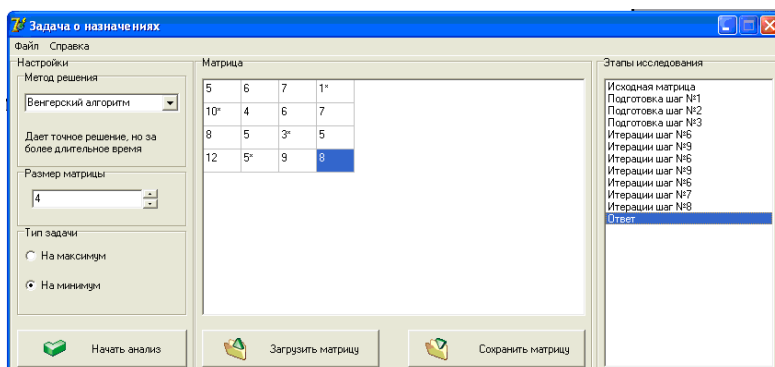 Задача о назначениях
Файл Справка
Настройки
Метод решения
Венгерский алгоритм
Дает точное решение, но за
более длительное время
Размер матрицы
4
Тип задачи
На максимум
На минимум
Начать анализ
Матрица
5 6 7 1*
10* 4 6 7
8 5 3* 5
12 5* 9 8
Загрузить матрицу
Сохранить матрицу
Этапы исследования
Исходная матрица
Подготовка шаг №1
Подготовка шаг №2
Подготовка шаг №3
Итерации шаг №6
Итерации шаг №9
Итерации шаг №6
Итерации шаг №9
Итерации шаг №6
Итерации шаг №7
Итерации шаг №8
Ответ